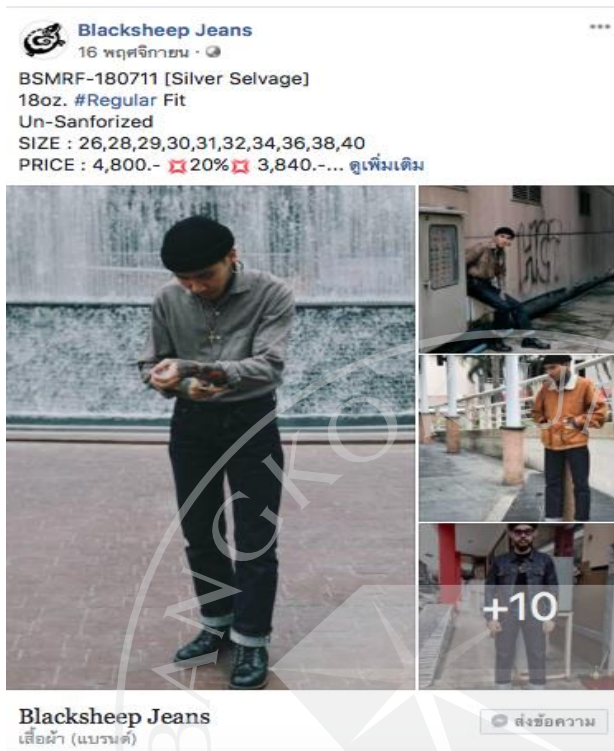 Blacksheep Jeans
16 พฤศจิกายน ·
BSMRF-180711 [Silver Selvage]
18oz. #Regular Fit
Un-Sanforized
SIZE : 26,28,29,30,31,32,34,36,38,40
PRICE : 4,800.- 💢20%💢 3,840.-... ดูเพิ่มเติม
+10
BANGKO
Blacksheep Jeans
เสื้อผ้า (แบรนด์)
ส่งข้อความ